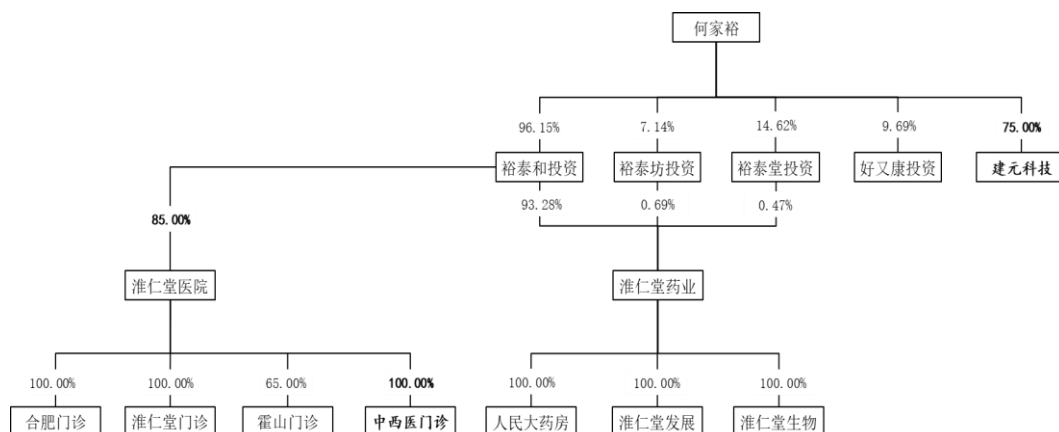 何家裕
96.15% 7.14% 14.62% 9.69% 75.00%
裕泰和投资 裕泰坊投资 裕泰堂投资 好又康投资 建元科技
93.28% 0.69% 0.47%
85.00%
淮仁堂医院 淮仁堂药业
100.00% 100.00% 65.00% 100.00% 100.00% 100.00% 100.00%
合肥门诊 淮仁堂门诊 霍山门诊 中西医门诊 人民大药房 淮仁堂发展 淮仁堂生物